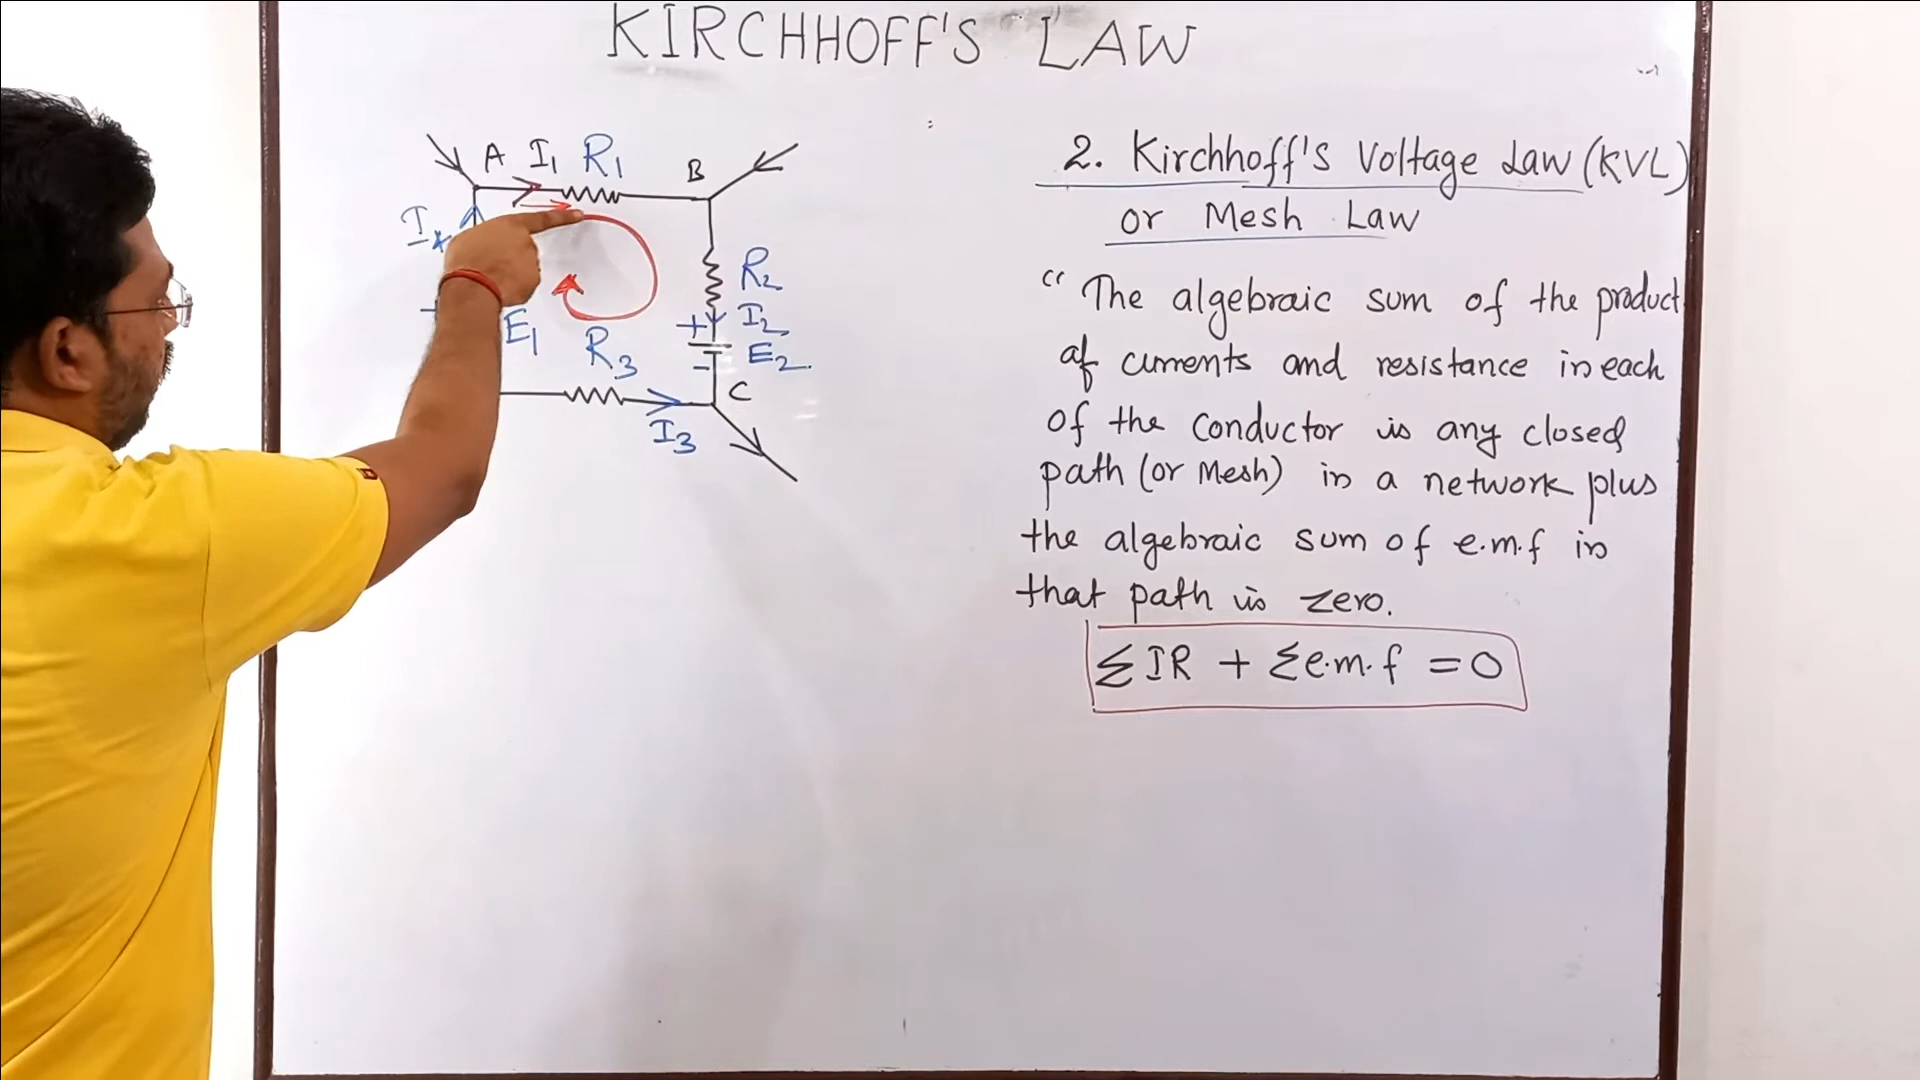 KIRCHHOFF'S LAW
A I1 R1 B
R2
I2
+
E1
R3
E2
-
C
I3
2. Kirchhoff's Voltage Law (KVL)
or Mesh Law
" The algebraic sum of the product
of currents and resistance in each
of the conductor is any closed
path (or Mesh) in a network plus
the algebraic sum of e.m.f in
that path is zero.
ΣIR + Σe.m.f = 0